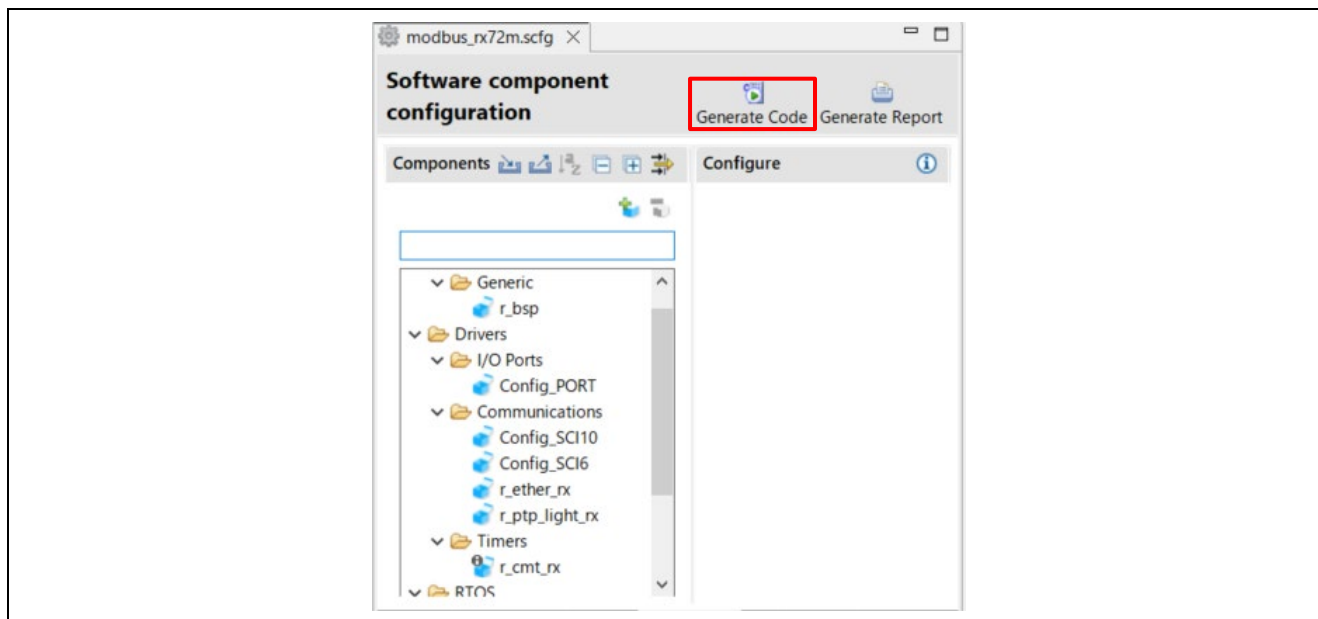 modbus_rx72m.scfg
Software component
configuration
Generate Code
Generate Report
Components
Configure
Generic
r_bsp
Drivers
I/O Ports
Config_PORT
Communications
Config_SCI10
Config_SCI6
r_ether_rx
r_ptp_light_rx
Timers
r_cmt_rx
RTOS